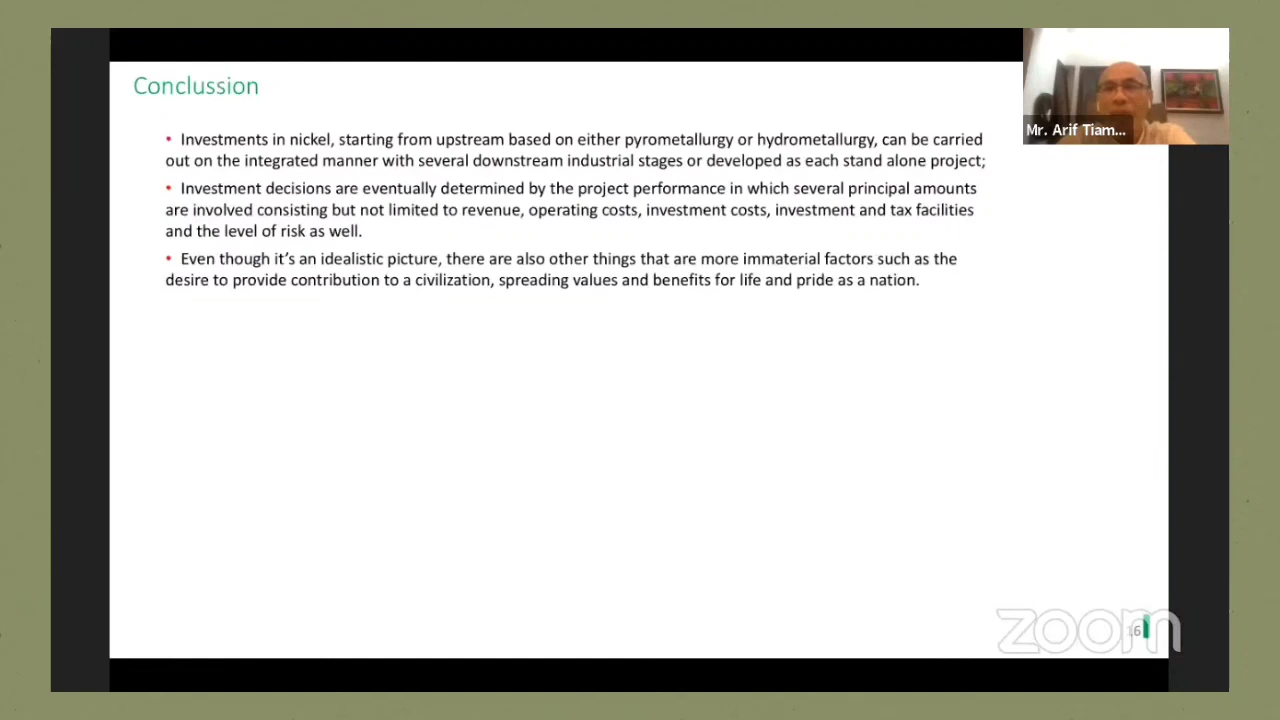 Conclussion
Mr. Arif Tiam...
• Investments in nickel, starting from upstream based on either pyrometallurgy or hydrometallurgy, can be carried
out on the integrated manner with several downstream industrial stages or developed as each stand alone project;
• Investment decisions are eventually determined by the project performance in which several principal amounts
are involved consisting but not limited to revenue, operating costs, investment costs, investment and tax facilities
and the level of risk as well.
• Even though it’s an idealistic picture, there are also other things that are more immaterial factors such as the
desire to provide contribution to a civilization, spreading values and benefits for life and pride as a nation.
zoom
16